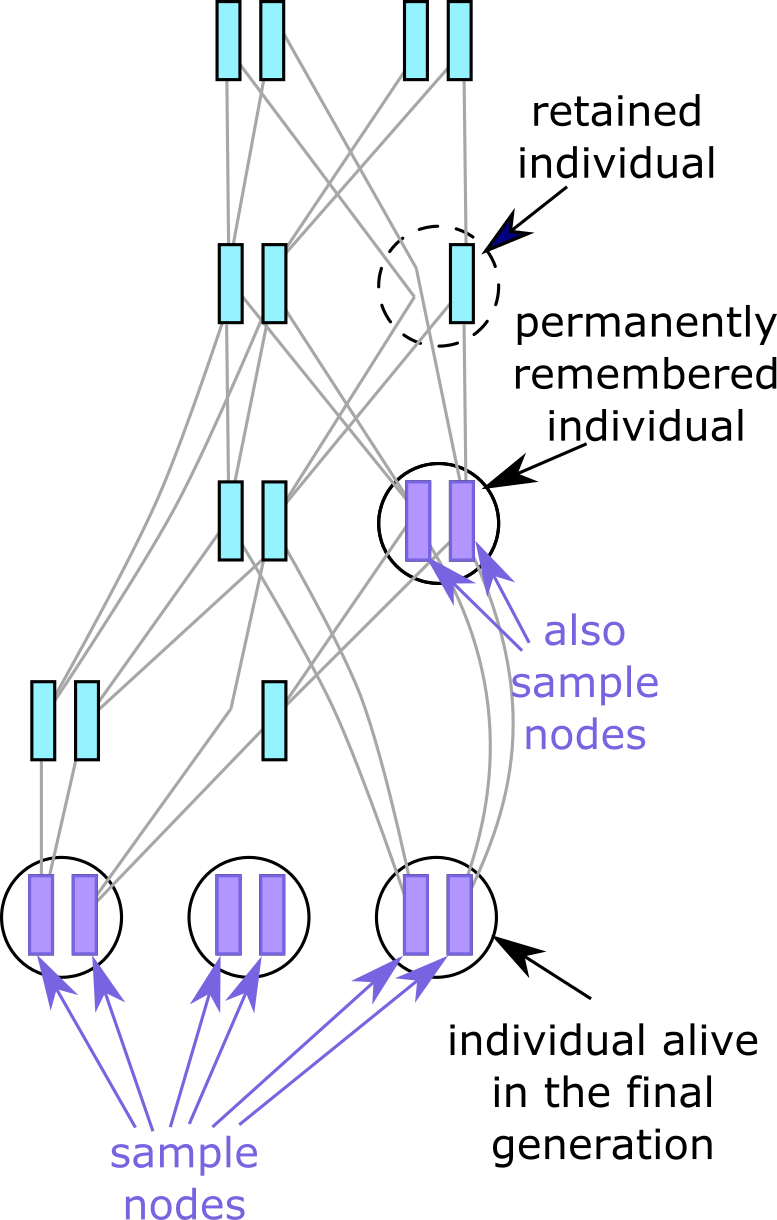 retained
individual
permanently
remembered
individual
also
sample
nodes
individual alive
in the final
generation
sample
nodes